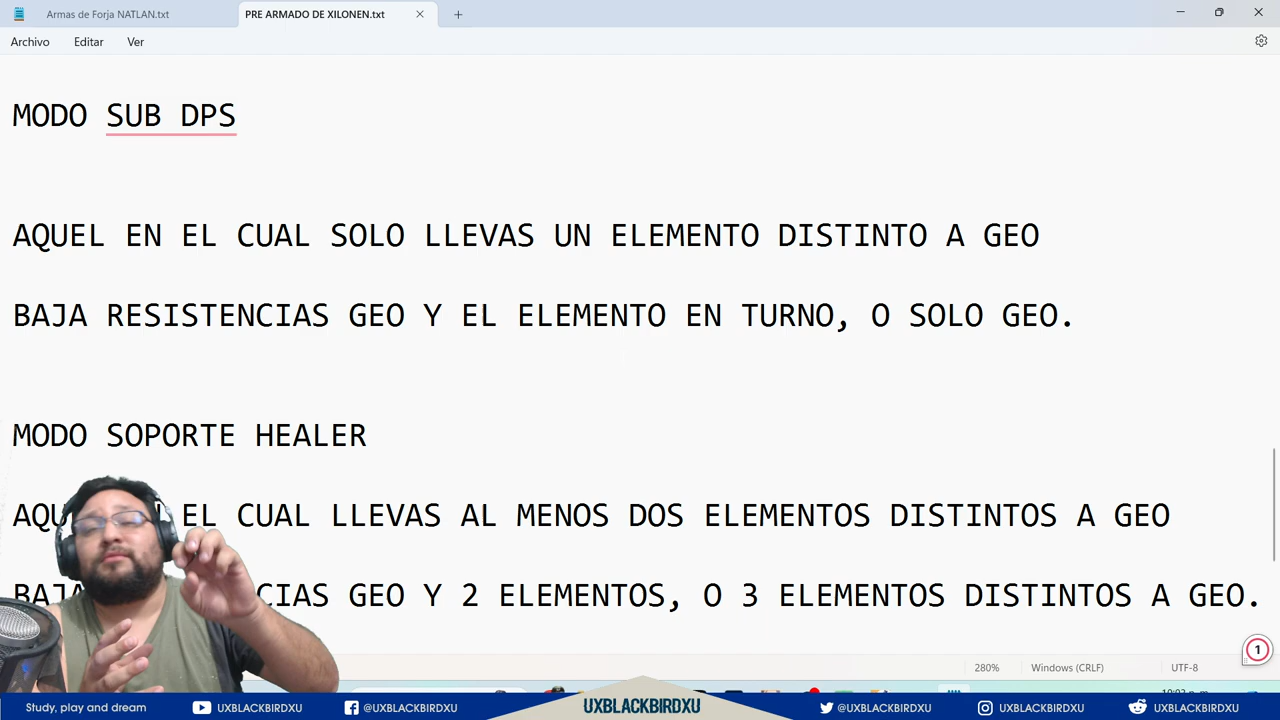 Armas de Forja NATLAN.txt
PRE ARMADO DE XILONEN.txt
Archivo Editar Ver
MODO SUB DPS
AQUEL EN EL CUAL SOLO LLEVAS UN ELEMENTO DISTINTO A GEO
BAJA RESISTENCIAS GEO Y EL ELEMENTO EN TURNO, O SOLO GEO.
MODO SOPORTE HEALER
EL CUAL LLEVAS AL MENOS DOS ELEMENTOS DISTINTOS A GEO
GEO Y 2 ELEMENTOS, O 3 ELEMENTOS DISTINTOS A GEO.
1
280% Windows (CRLF) UTF-8
Study, play and dream UXBLACKBIRDXU @UXBLACKBIRDXU UXBLACKBIRDXU @UXBLACKBIRDXU UXBLACKBIRDXU UXBLACKBIRDXU